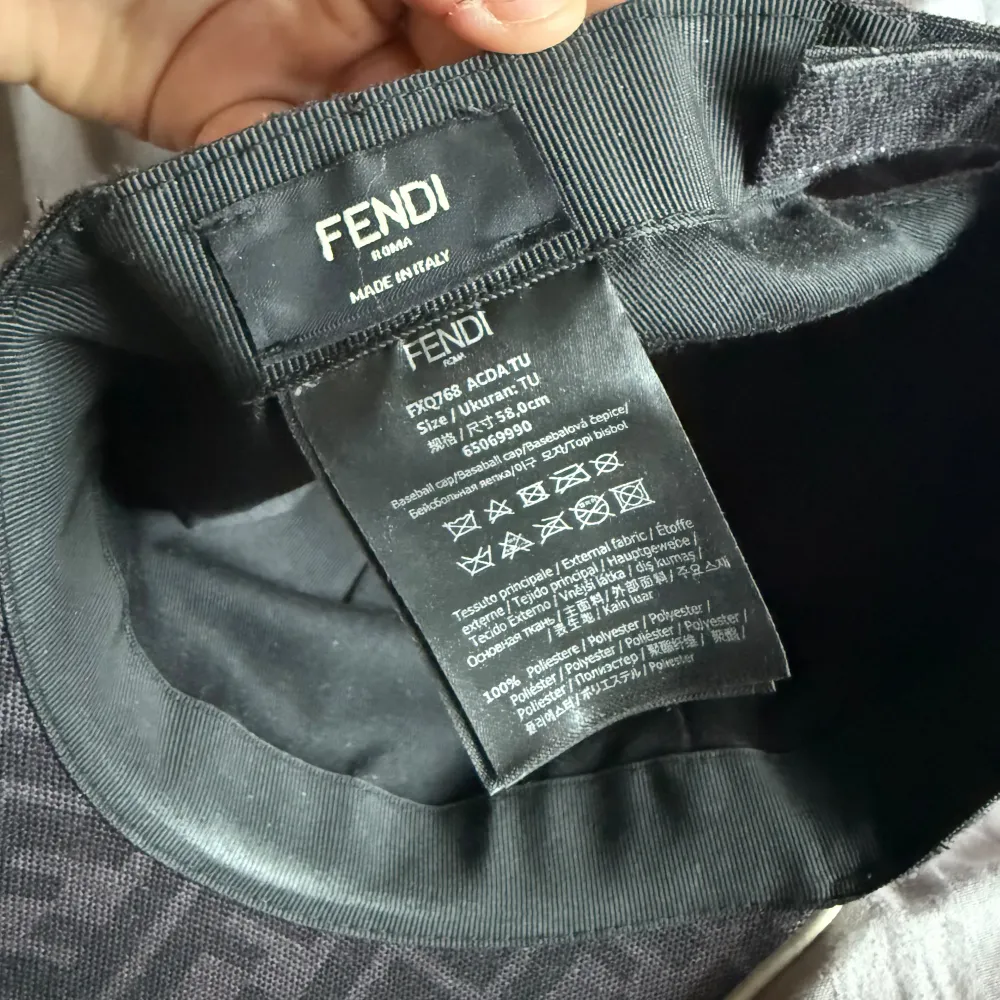 FENDI
ROMA
MADE IN ITALY
FENDI
ROMA
FXQ768 ACDA TU
Size / Ukuran: TU
规格 / 尺寸 58,0cm
65069990
Baseball cap/Basaball cap/Basebalová čepice/
Бейсбольная кепка/야구 모자/Topi bisbol
Tessuto principale / External fabric / Étoffe
externe / Tejido principal / Hauptgewebe /
Tecido Externo / Vnější látka / dış kumaş /
Основная ткань / 主面料 / 外部面料 / 주요소재
/ 表生地 / Kain luar
100% Poliestere / Polyester / Polyester /
Poliéster / Polyester / Poliéster / Polyester /
Polyester / Полиэстер / 聚酯纤维 / 聚酯 /
폴리에스터 / ポリエステル / Poliester